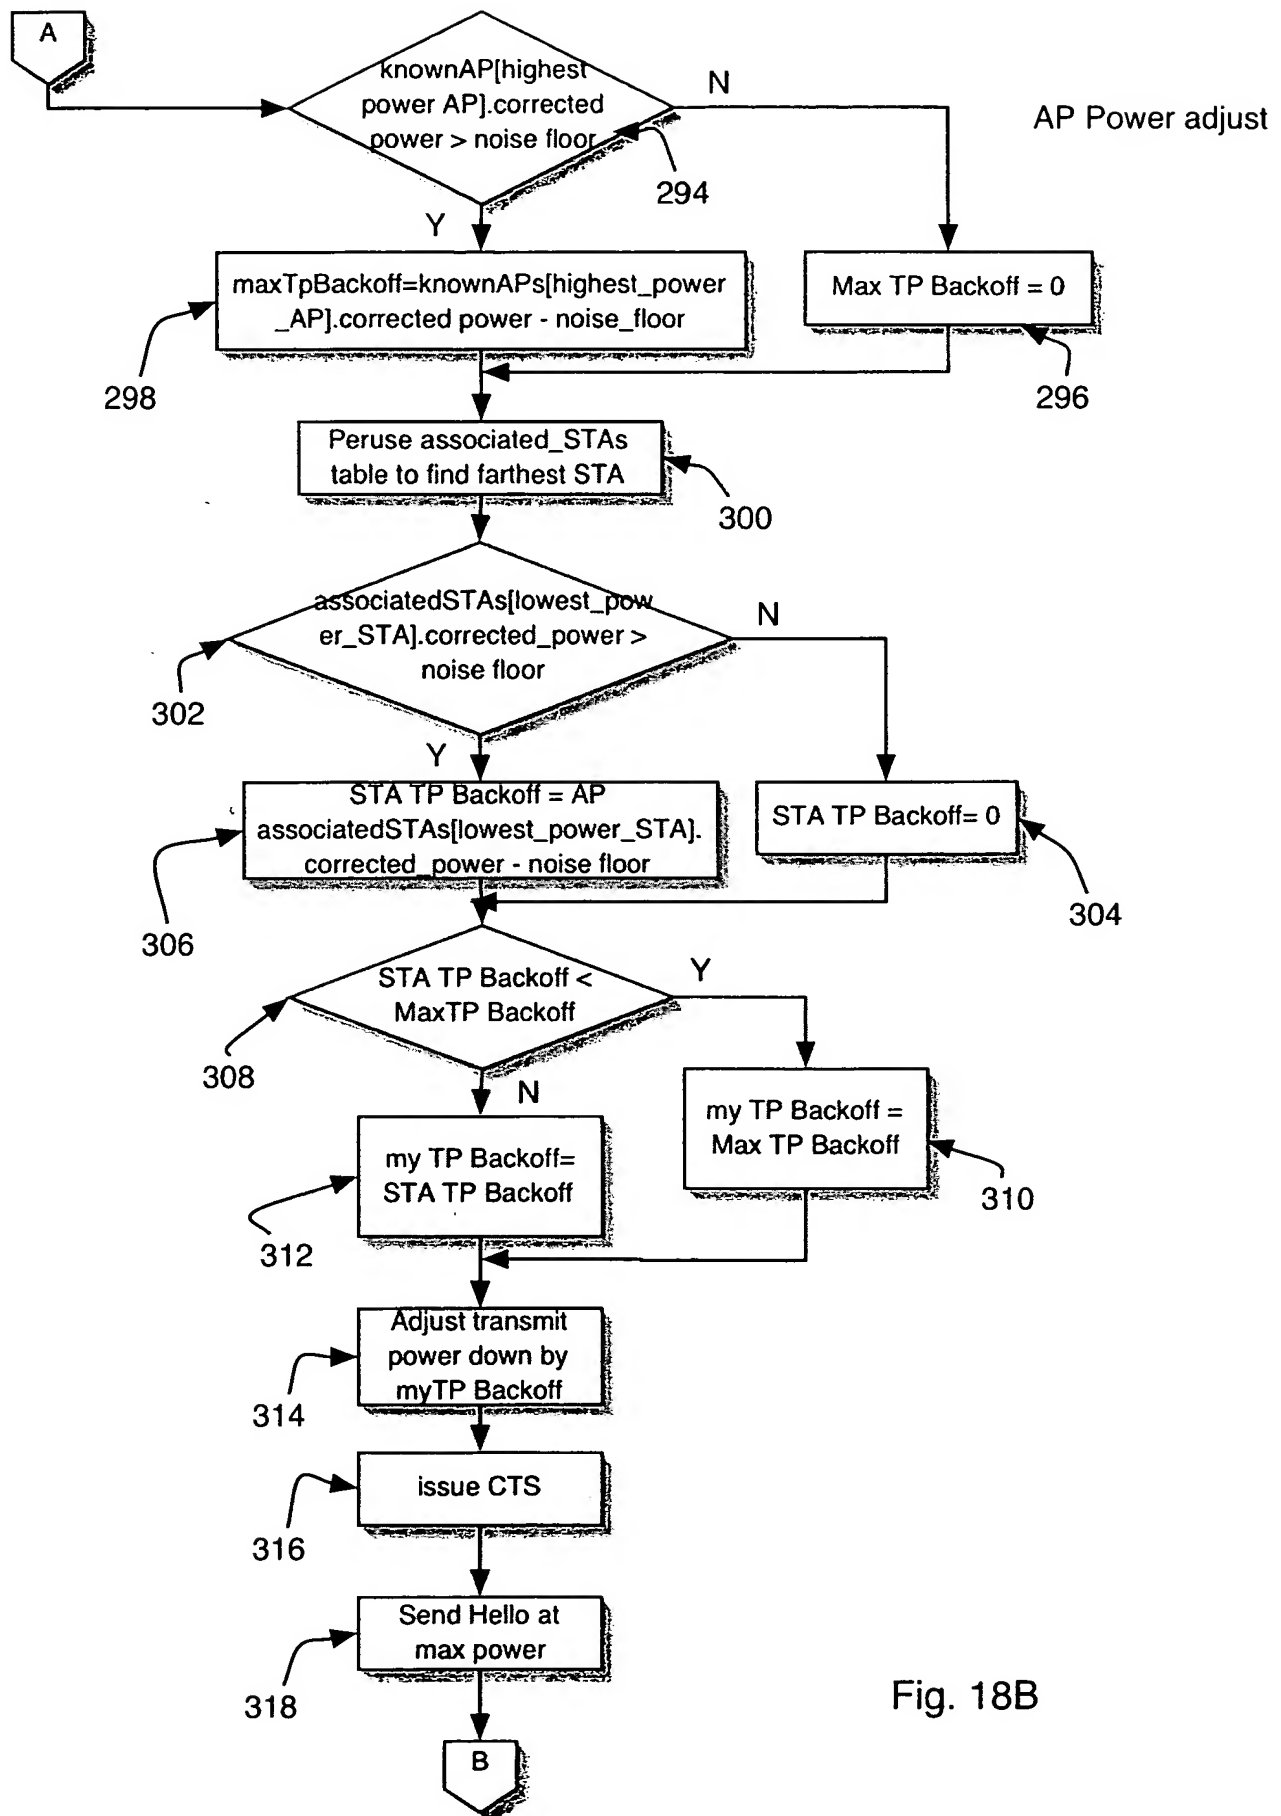 A
knownAP[highest
power AP].corrected
power > noise floor
N
AP Power adjust
294
Y
maxTpBackoff=knownAPs[highest_power
_AP].corrected power - noise_floor
Max TP Backoff = 0
298
296
Peruse associated_STAs
table to find farthest STA
300
associatedSTAs[lowest_pow
er_STA].corrected_power >
noise floor
N
302
Y
STA TP Backoff = AP
associatedSTAs[lowest_power_STA].
corrected_power - noise floor
STA TP Backoff= 0
304
306
STA TP Backoff <
MaxTP Backoff
Y
308
N
my TP Backoff =
Max TP Backoff
my TP Backoff=
STA TP Backoff
310
312
Adjust transmit
power down by
myTP Backoff
314
issue CTS
316
Send Hello at
max power
318
Fig. 18B
B